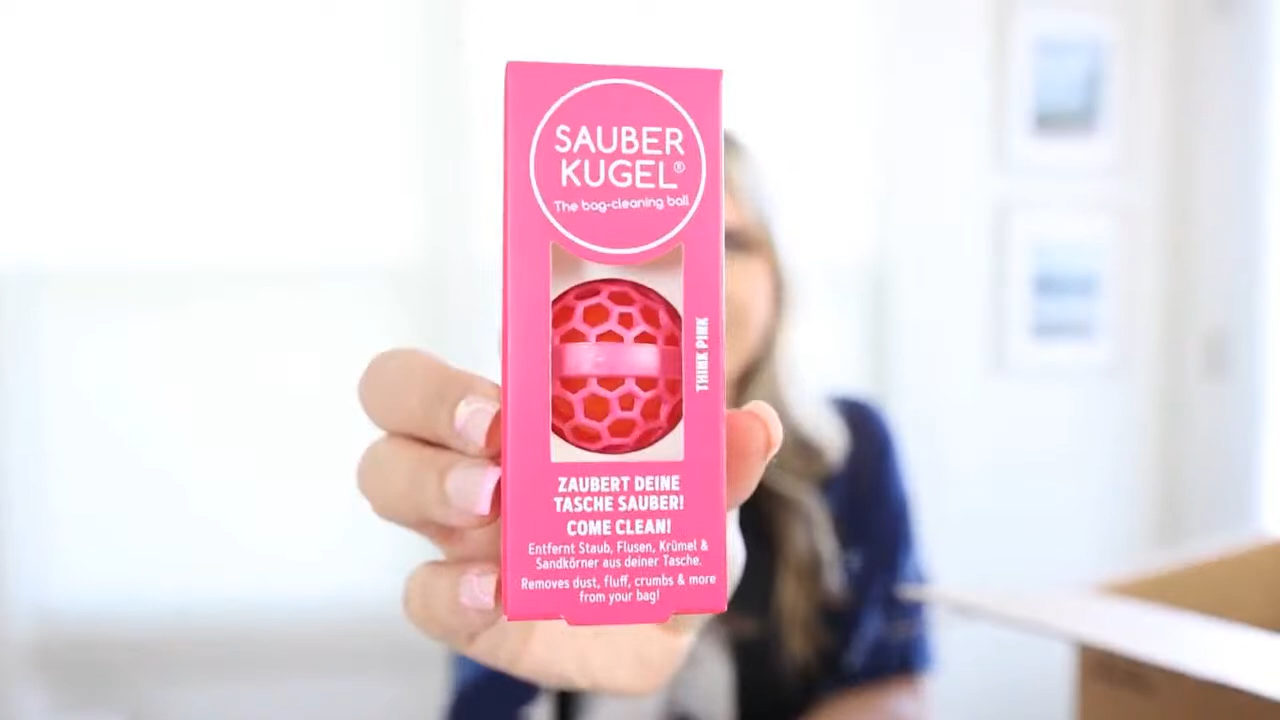 SAUBER
KUGEL®
The bag-cleaning ball
THINK PINK
ZAUBERT DEINE
TASCHE SAUBER!
COME CLEAN!
Entfernt Staub, Flusen, Krümel &
Sandkörner aus deiner Tasche.
Removes dust, fluff, crumbs & more
from your bag!